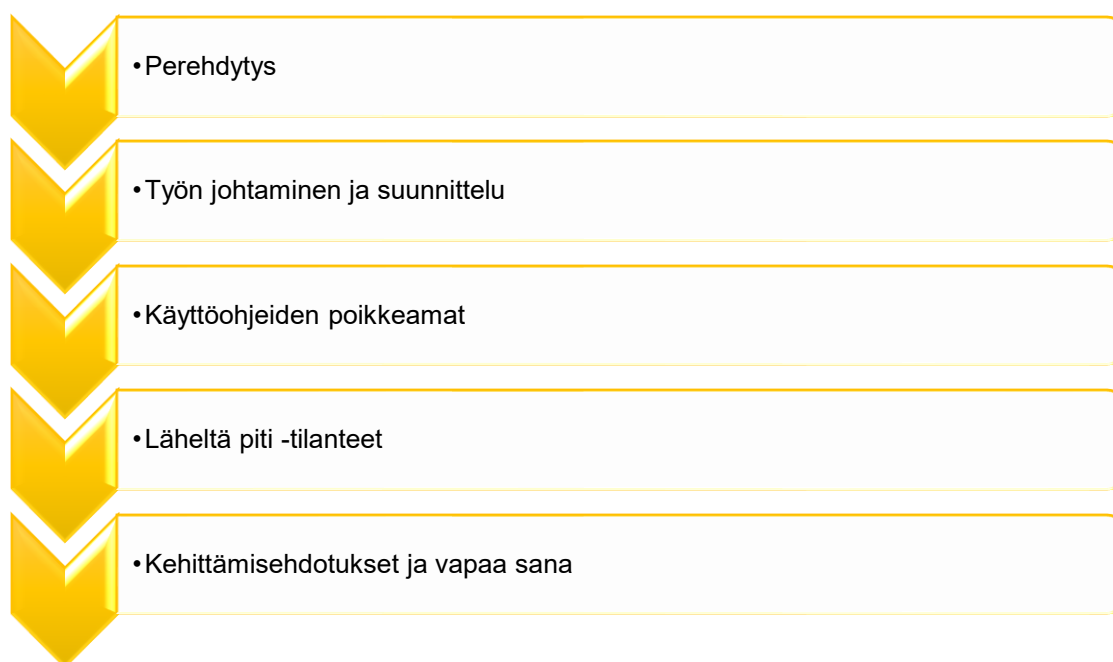 •Perehdytys
•Työn johtaminen ja suunnittelu
•Käyttöohjeiden poikkeamat
•Läheltä piti -tilanteet
•Kehittämisehdotukset ja vapaa sana